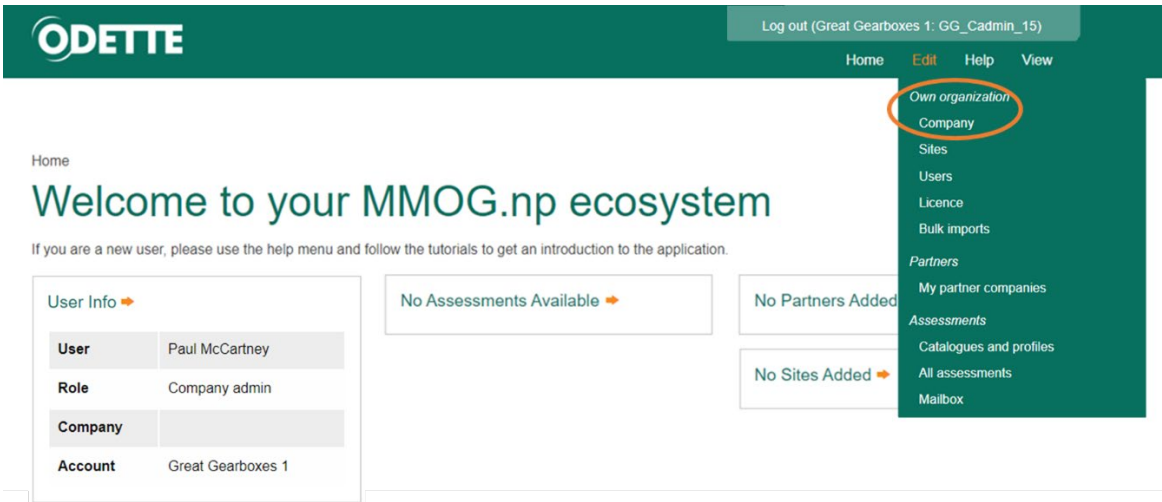 ODETTE
Log out (Great Gearboxes 1: GG_Cadmin_15)
Home Edit Help View
Own organization
Company
Sites
Users
Licence
Bulk imports
Partners
My partner companies
Assessments
Catalogues and profiles
All assessments
Mailbox
Home
Welcome to your MMOG.np ecosystem
If you are a new user, please use the help menu and follow the tutorials to get an introduction to the application.
User Info
User Paul McCartney
Role Company admin
Company
Account Great Gearboxes 1
No Assessments Available
No Partners Added
No Sites Added